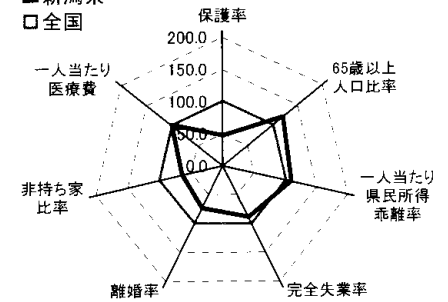 新潟県
全国
保護率
200.0
150.0
100.0
50.0
0.0
65歳以上
人口比率
一人当たり
県民所得
乖離率
完全失業率
離婚率
非持ち家
比率
一人当たり
医療費